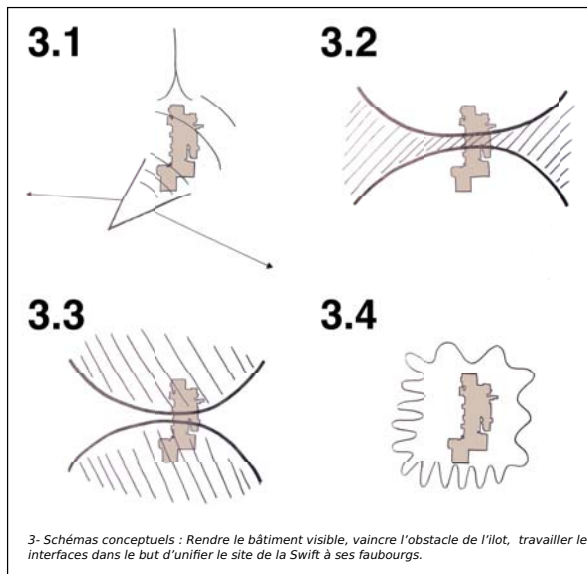 3.1
3.2
3.3
3.4
3- Schémas conceptuels : Rendre le bâtiment visible, vaincre l'obstacle de l'ilot, travailler le
interfaces dans le but d'unifier le site de la Swift à ses faubourgs.